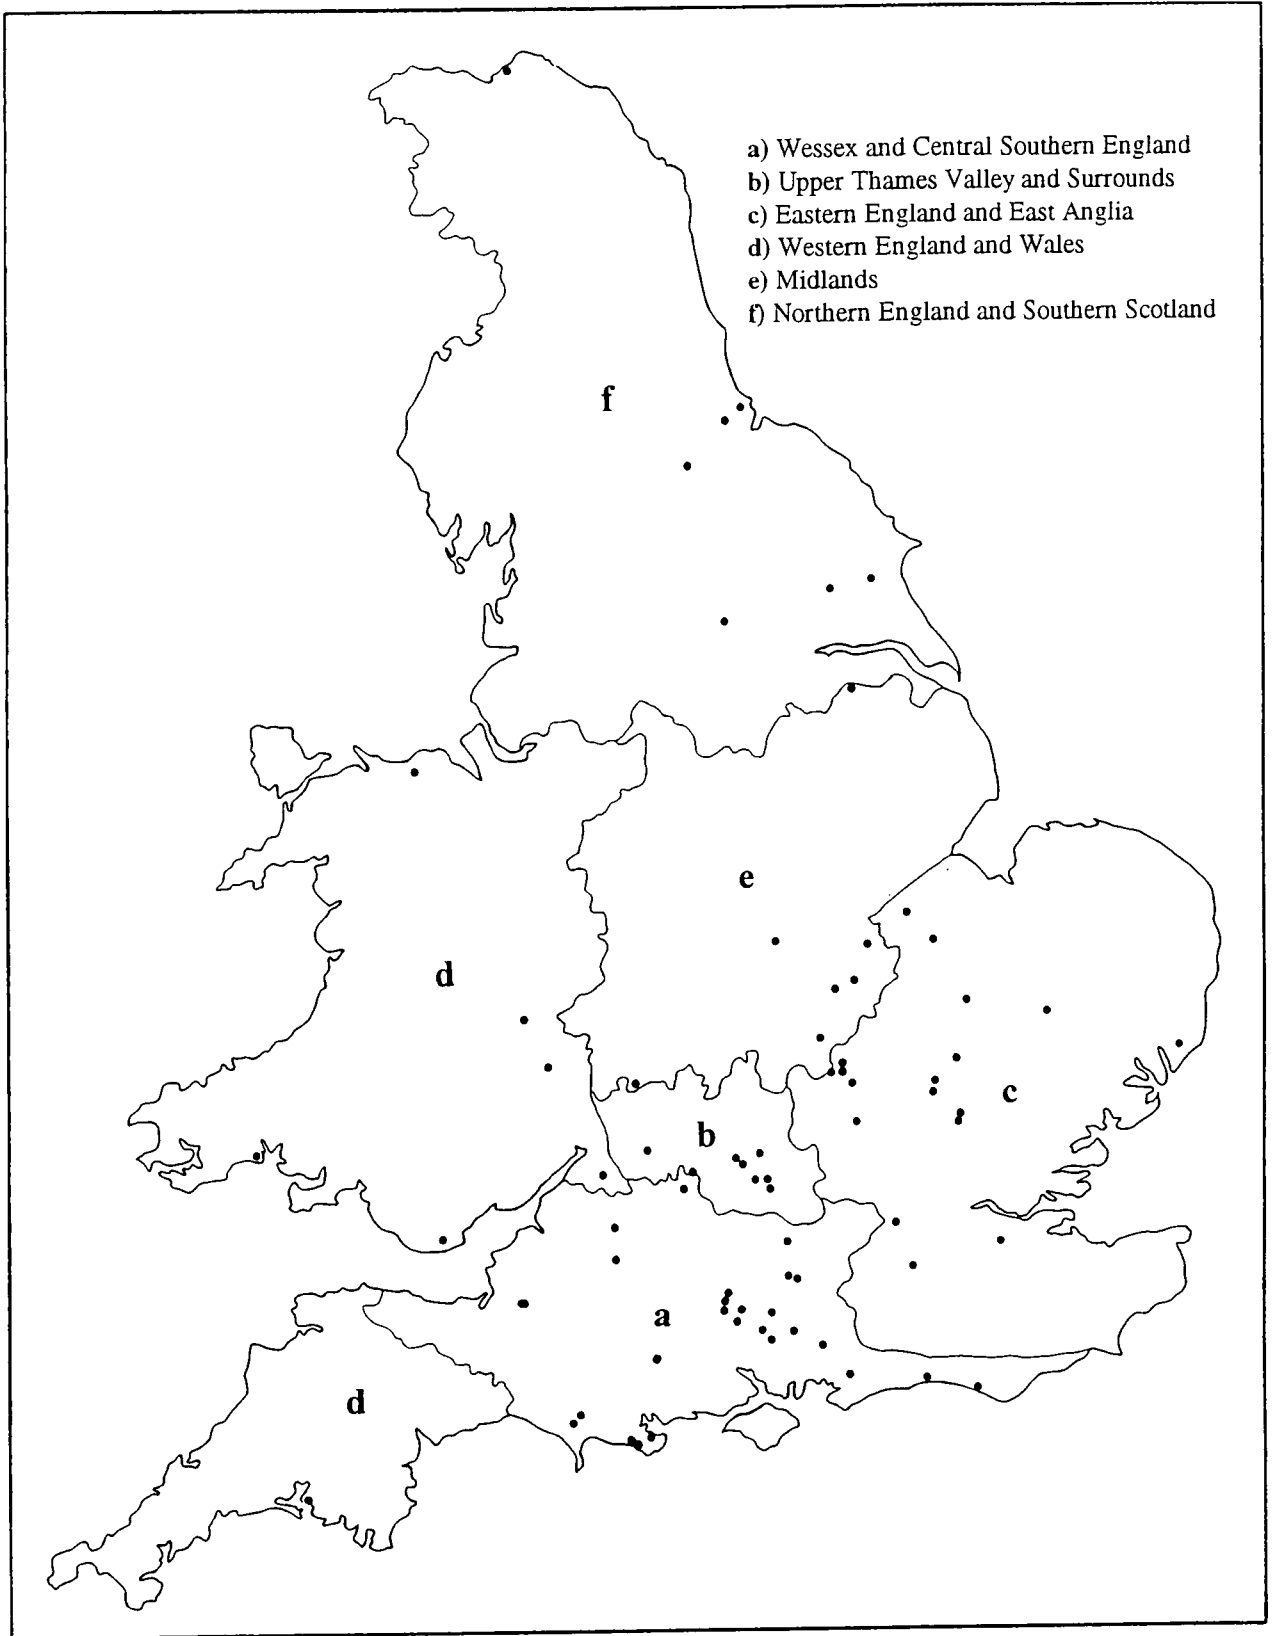 a) Wessex and Central Southern England
b) Upper Thames Valley and Surrounds
c) Eastern England and East Anglia
d) Western England and Wales
e) Midlands
f) Northern England and Southern Scotland
f
e
d
c
b
a
d